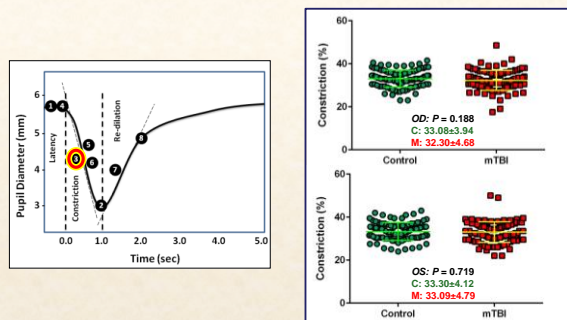 Pupil Diameter (mm)
6
5
4
3
Latency
Constriction
Re-dilation
1
4
3
6
2
8
0.0 1.0 2.0 3.0 4.0 5.0
Time (sec)
Constriction (%)
60
40
20
0
OD: P = 0.188
C: 33.08±3.94
M: 32.30±4.68
Control mTBI
Constriction (%)
60
40
20
0
OS: P = 0.719
C: 33.30±4.12
M: 33.09±4.79
Control mTBI